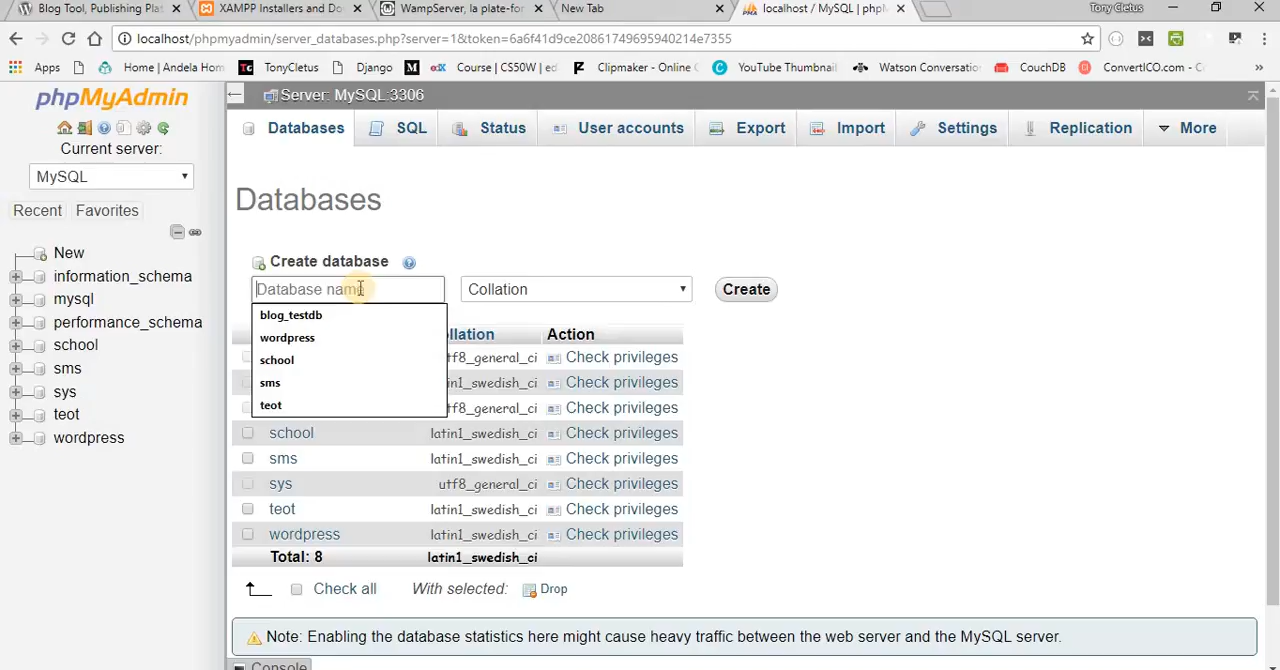 Blog Tool, Publishing Plat
XAMPP Installers and Do
WampServer, la plate-for
New Tab
localhost / MySQL | phpM
Tony Cletus
localhost/phpmyadmin/server_databases.php?server=1&token=6a6f41d9ce20861749695940214e7355
Apps
Home | Andela Hom
TonyCletus
Django
edX
Course | CS50W | ed
Clipmaker - Online
YouTube Thumbnail
Watson Conversatio
CouchDB
ConvertICO.com - C
phpMyAdmin
Current server:
MySQL
Recent
Favorites
New
information_schema
mysql
performance_schema
school
sms
sys
teot
wordpress
Server: MySQL:3306
Databases
SQL
Status
User accounts
Export
Import
Settings
Replication
More
Databases
Create database
Database name
Collation
Create
blog_testdb
wordpress
school
sms
teot
llation
Action
utf8_general_ci Check privileges
latin1_swedish_ci Check privileges
utf8_general_ci Check privileges
school latin1_swedish_ci Check privileges
sms latin1_swedish_ci Check privileges
sys utf8_general_ci Check privileges
teot latin1_swedish_ci Check privileges
wordpress latin1_swedish_ci Check privileges
Total: 8 latin1_swedish_ci
Check all
With selected:
Drop
Note: Enabling the database statistics here might cause heavy traffic between the web server and the MySQL server.
Console